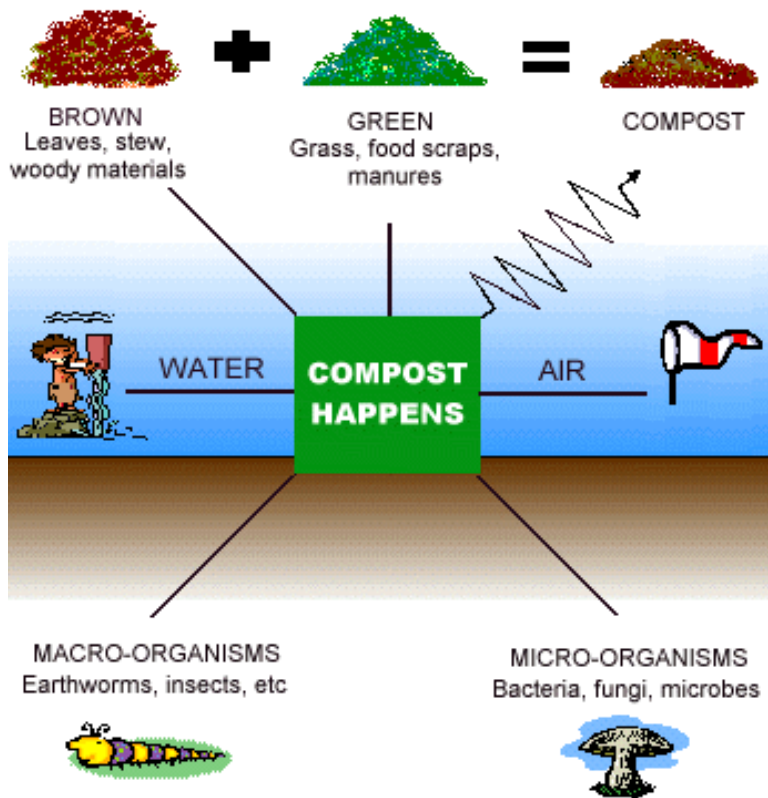 BROWN
Leaves, stew,
woody materials
GREEN
Grass, food scraps,
manures
COMPOST
WATER
COMPOST
HAPPENS
AIR
MACRO-ORGANISMS
Earthworms, insects, etc
MICRO-ORGANISMS
Bacteria, fungi, microbes